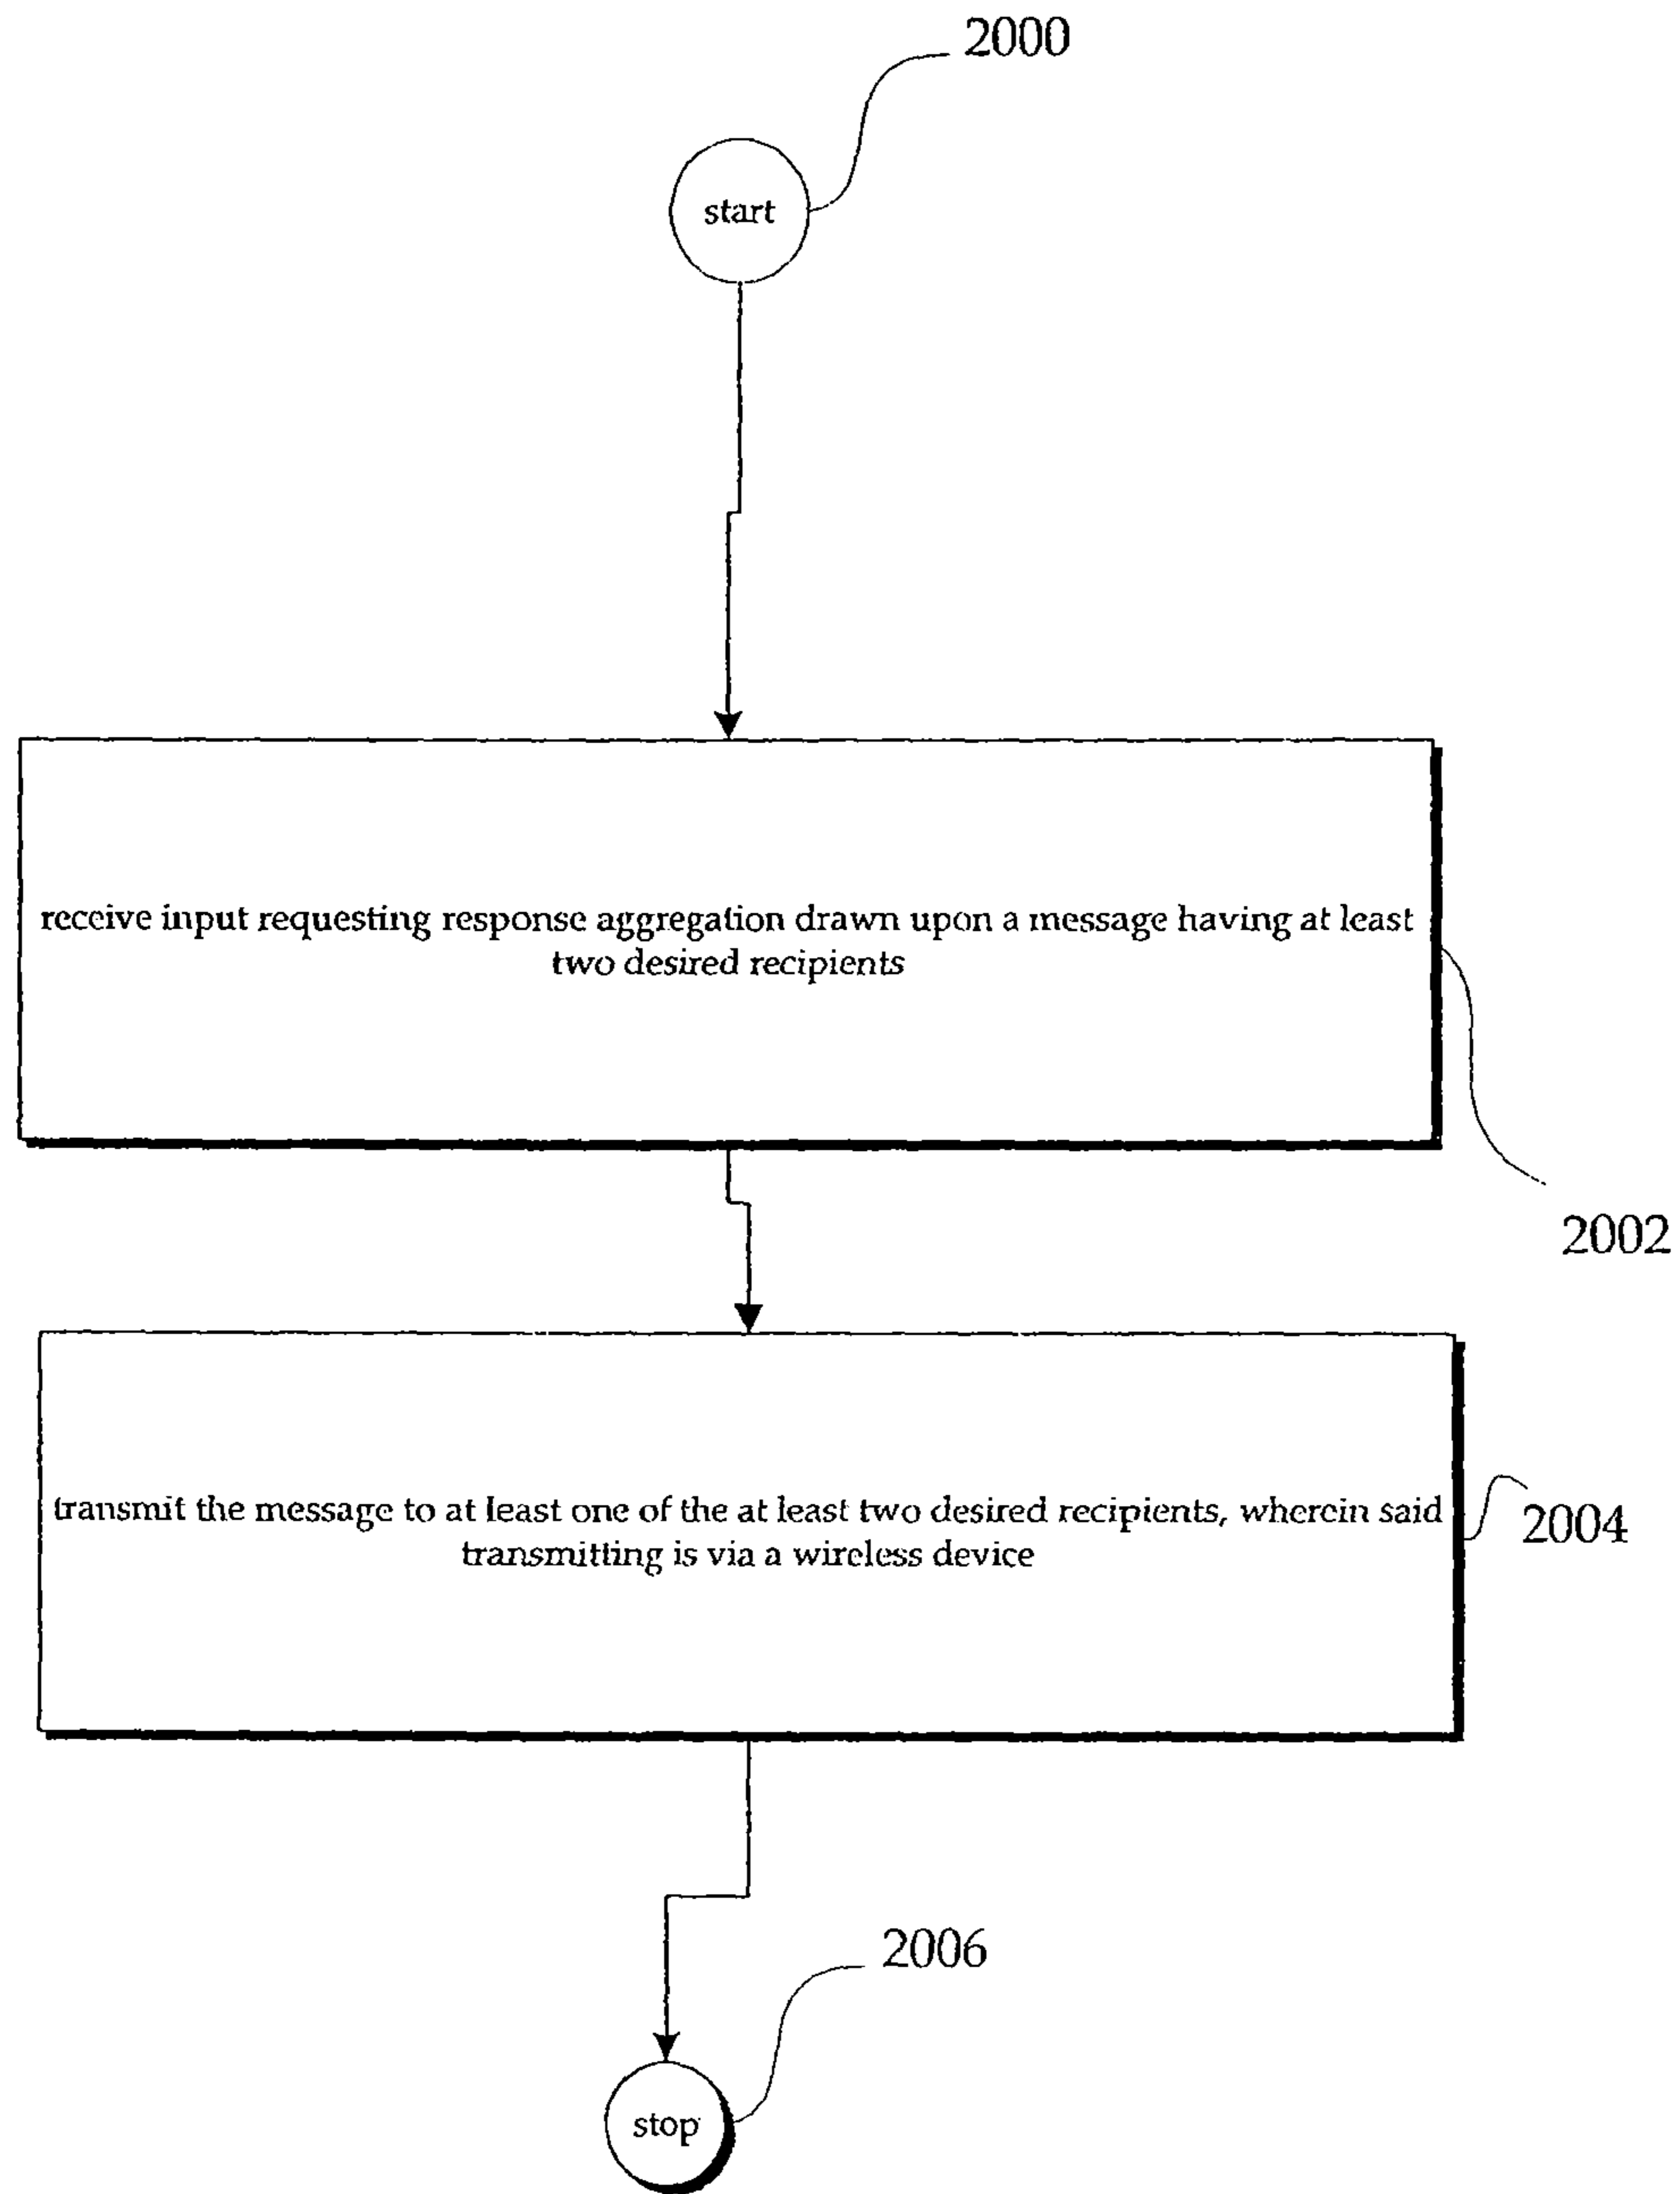 2000
start
receive input requesting response aggregation drawn upon a message having at least
two desired recipients
2002
transmit the message to at least one of the at least two desired recipients, wherein said
transmitting is via a wireless device
2004
2006
stop